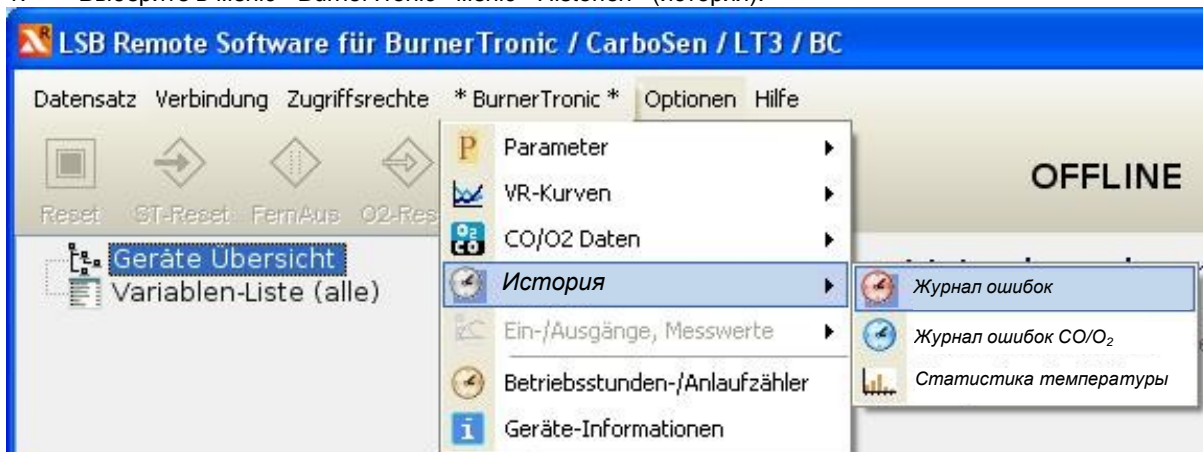 LSB Remote Software für BurnerTronic / CarboSen / LT3 / BC
Datensatz Verbindung Zugriffsrechte * BurnerTronic * Optionen Hilfe
Reset ST-Reset FernAus O2-Res
OFFLINE
Geräte Übersicht
Variablen-Liste (alle)
Parameter
VR-Kurven
CO/O2 Daten
История
Ein-/Ausgänge, Messwerte
Betriebsstunden-/Anlaufzähler
Geräte-Informationen
Журнал ошибок
Журнал ошибок CO/O₂
Статистика температуры